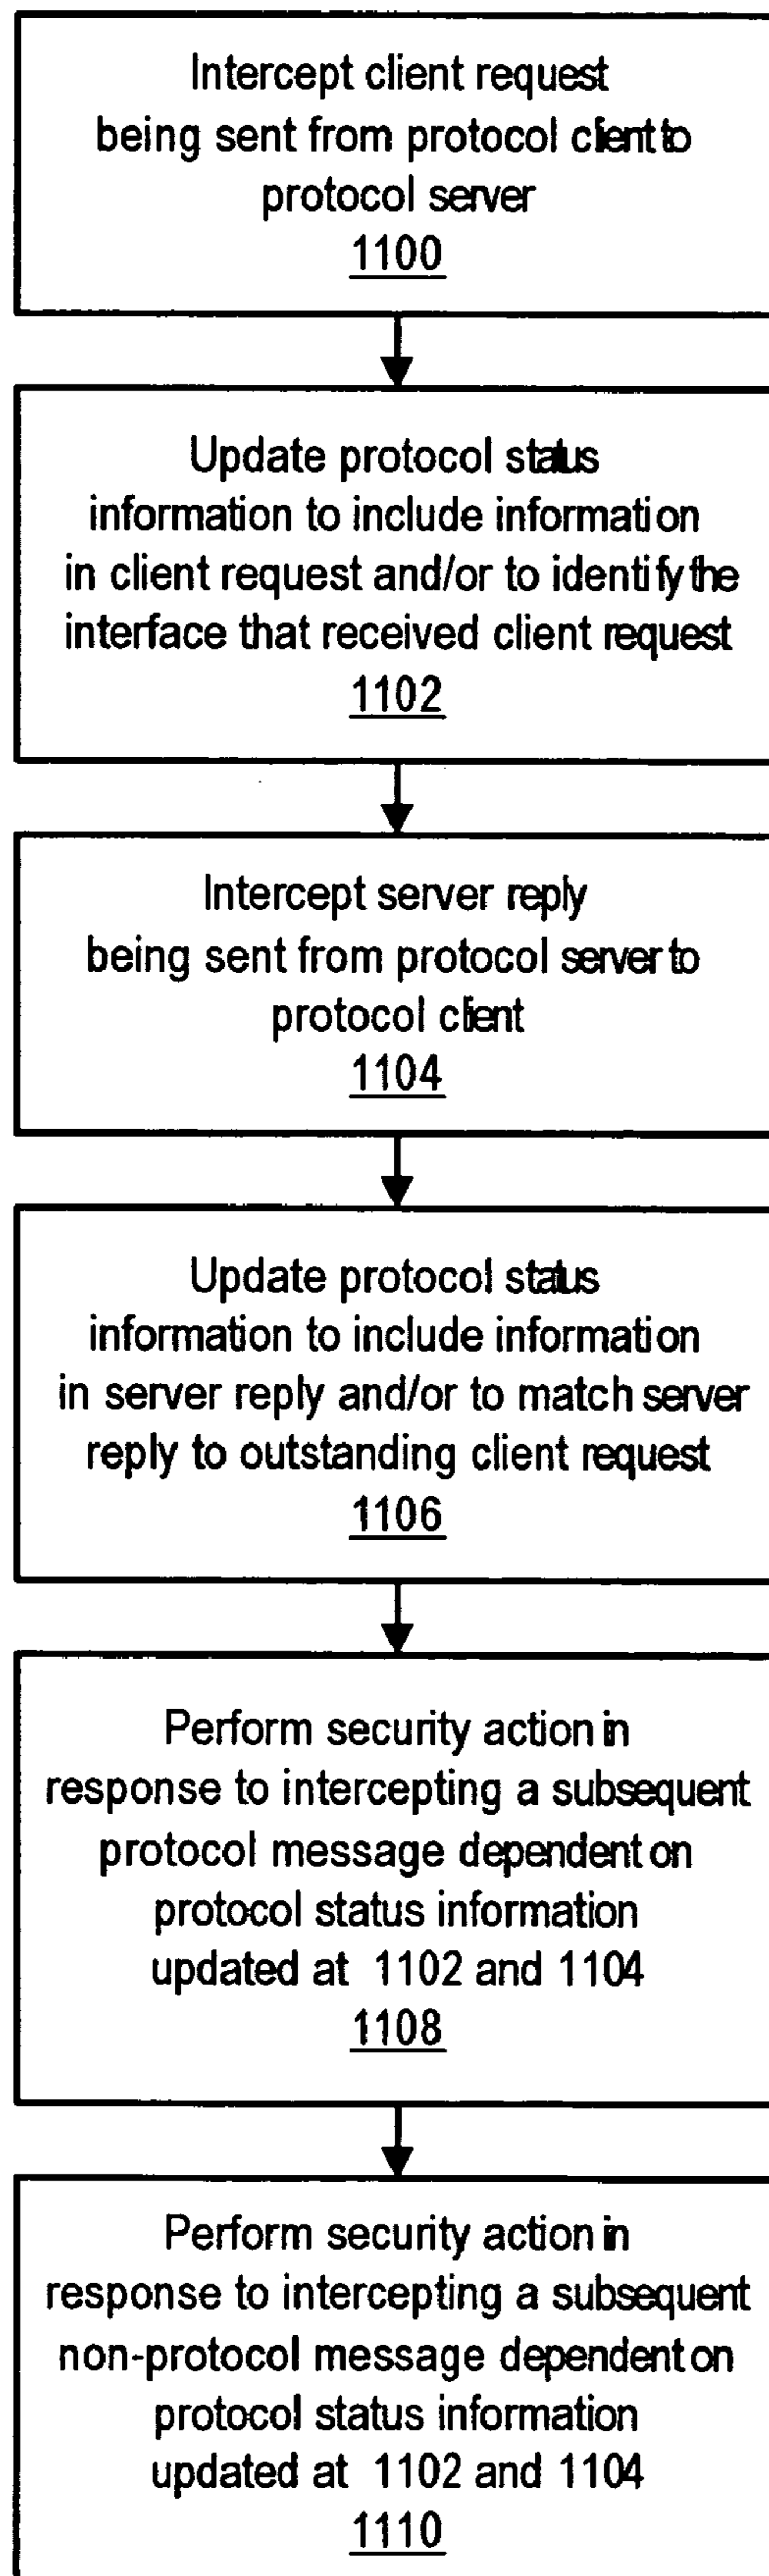 Intercept client request
being sent from protocol client to
protocol server
1100
Update protocol status
information to include information
in client request and/or to identify the
interface that received client request
1102
Intercept server reply
being sent from protocol server to
protocol client
1104
Update protocol status
information to include information
in server reply and/or to match server
reply to outstanding client request
1106
Perform security action in
response to intercepting a subsequent
protocol message dependent on
protocol status information
updated at 1102 and 1104
1108
Perform security action in
response to intercepting a subsequent
non-protocol message dependent on
protocol status information
updated at 1102 and 1104
1110